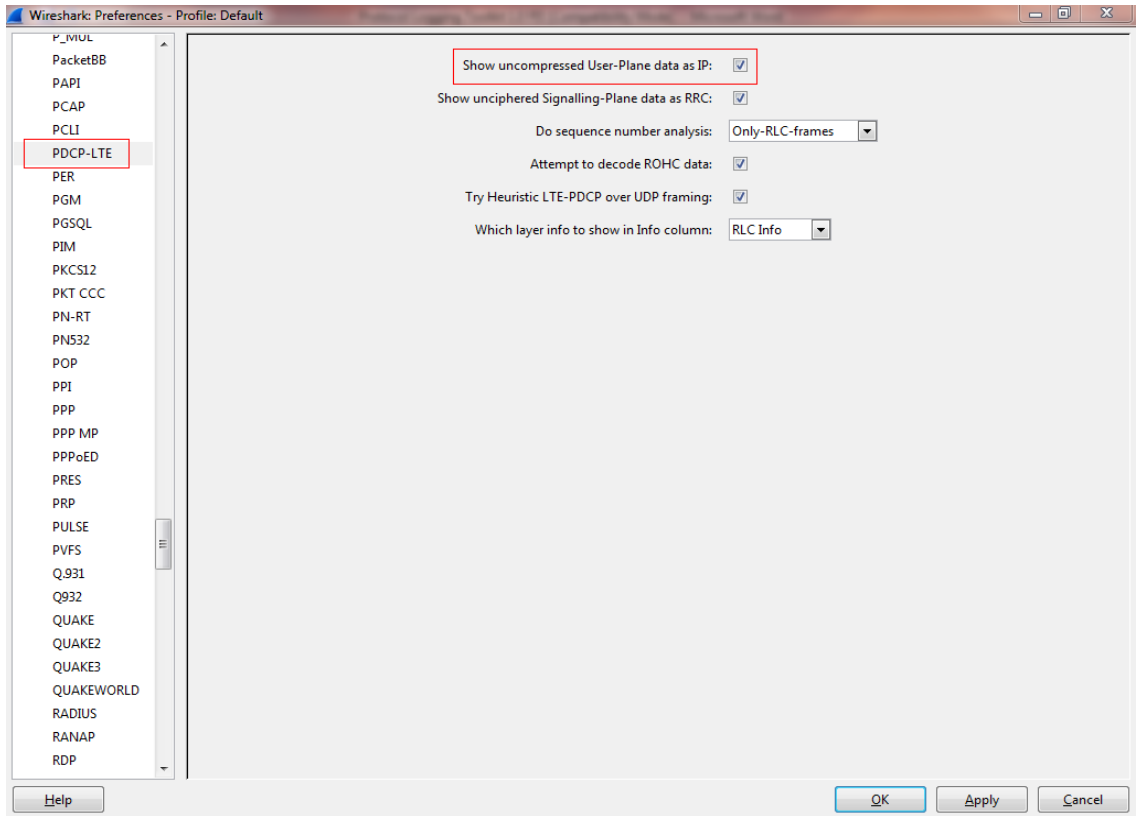 Wireshark: Preferences - Profile: Default
P_MUL
PacketBB
PAPI
PCAP
PCLI
PDCP-LTE
PER
PGM
PGSQL
PIM
PKCS12
PKT CCC
PN-RT
PN532
POP
PPI
PPP
PPP MP
PPPoED
PRES
PRP
PULSE
PVFS
Q.931
Q932
QUAKE
QUAKE2
QUAKE3
QUAKEWORLD
RADIUS
RANAP
RDP
Show uncompressed User-Plane data as IP:
Show unciphered Signalling-Plane data as RRC:
Do sequence number analysis: Only-RLC-frames
Attempt to decode ROHC data:
Try Heuristic LTE-PDCP over UDP framing:
Which layer info to show in Info column: RLC Info
Help OK Apply Cancel